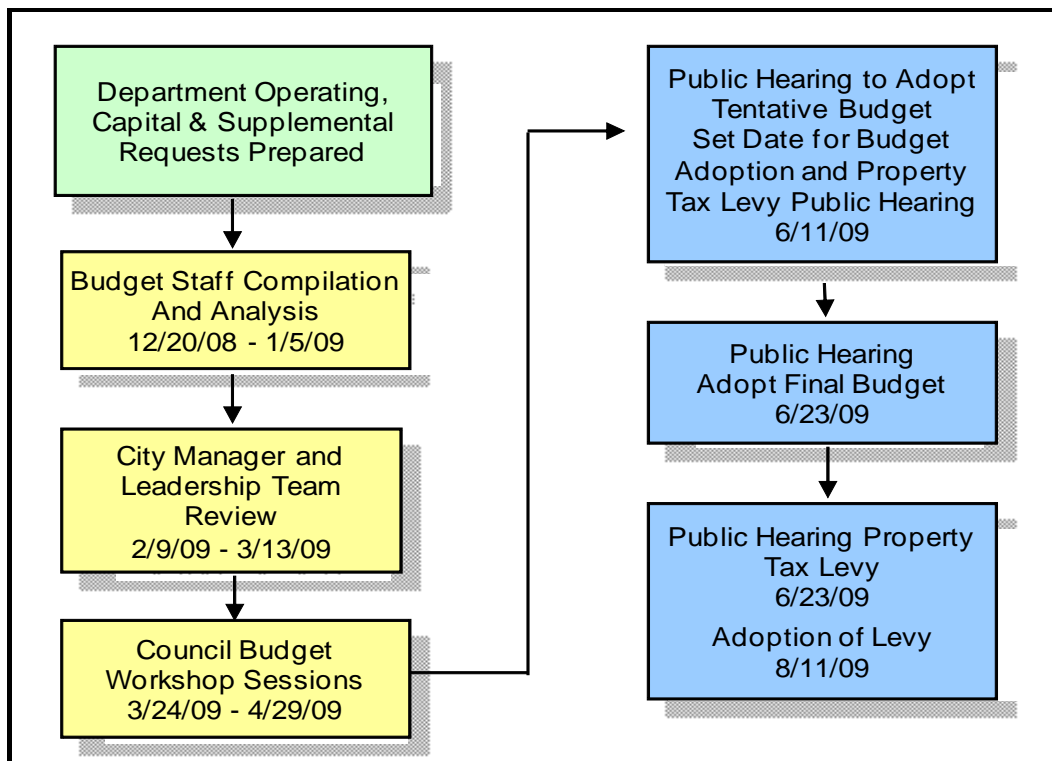 Department Operating,
Capital & Supplemental
Requests Prepared
Budget Staff Compilation
And Analysis
12/20/08 - 1/5/09
City Manager and
Leadership Team
Review
2/9/09 - 3/13/09
Council Budget
Workshop Sessions
3/24/09 - 4/29/09
Public Hearing to Adopt
Tentative Budget
Set Date for Budget
Adoption and Property
Tax Levy Public Hearing
6/11/09
Public Hearing
Adopt Final Budget
6/23/09
Public Hearing Property
Tax Levy
6/23/09
Adoption of Levy
8/11/09